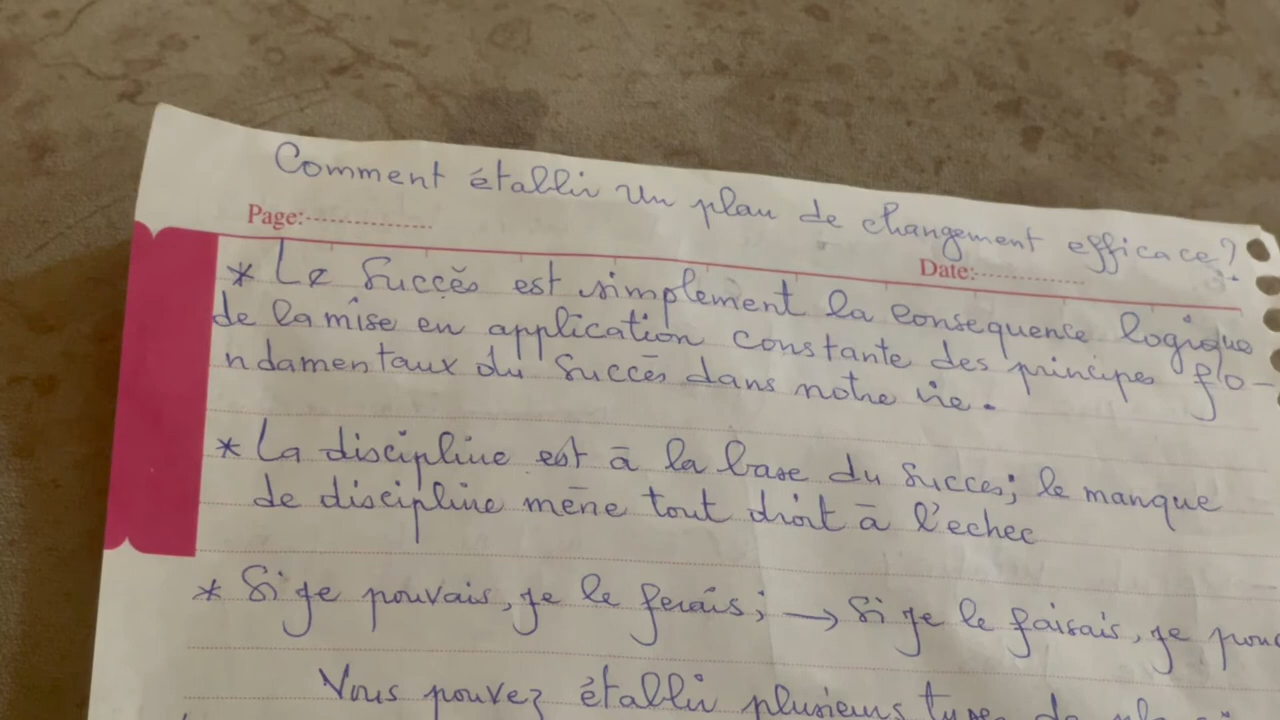 Comment établir un plan de changement efficace?
Page:
Date:
* Le Succès est simplement la consequence logique
de la mise en application constante des principes fo-
ndamentaux du Succès dans notre vie.
* La discipline est à la base du Succes; le manque
de discipline mène tout droit à l'echec
* Si je pouvais, je le ferais; → Si je le faisais, je
Vous pouvez établir plusieurs types de